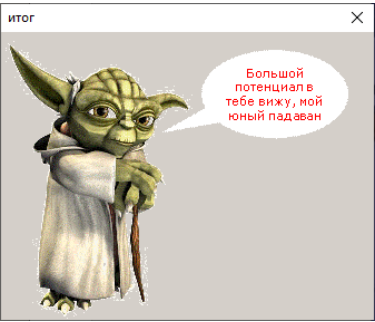 итог
Большой
потенциал в
тебе вижу, мой
юный падаван